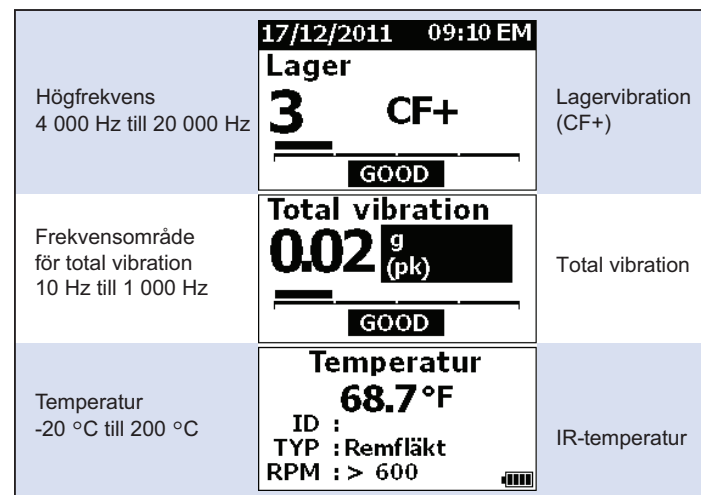 17/12/2011 09:10 EM
Lager
Högfrekvens
4 000 Hz till 20 000 Hz
3 CF+
Lagervibration
(CF+)
GOOD
Total vibration
Frekvensområde
för total vibration
10 Hz till 1 000 Hz
0.02 g
(pk)
Total vibration
GOOD
Temperatur
68.7°F
Temperatur
-20 °C till 200 °C
ID :
TYP : Remfläkt
RPM : > 600
IR-temperatur